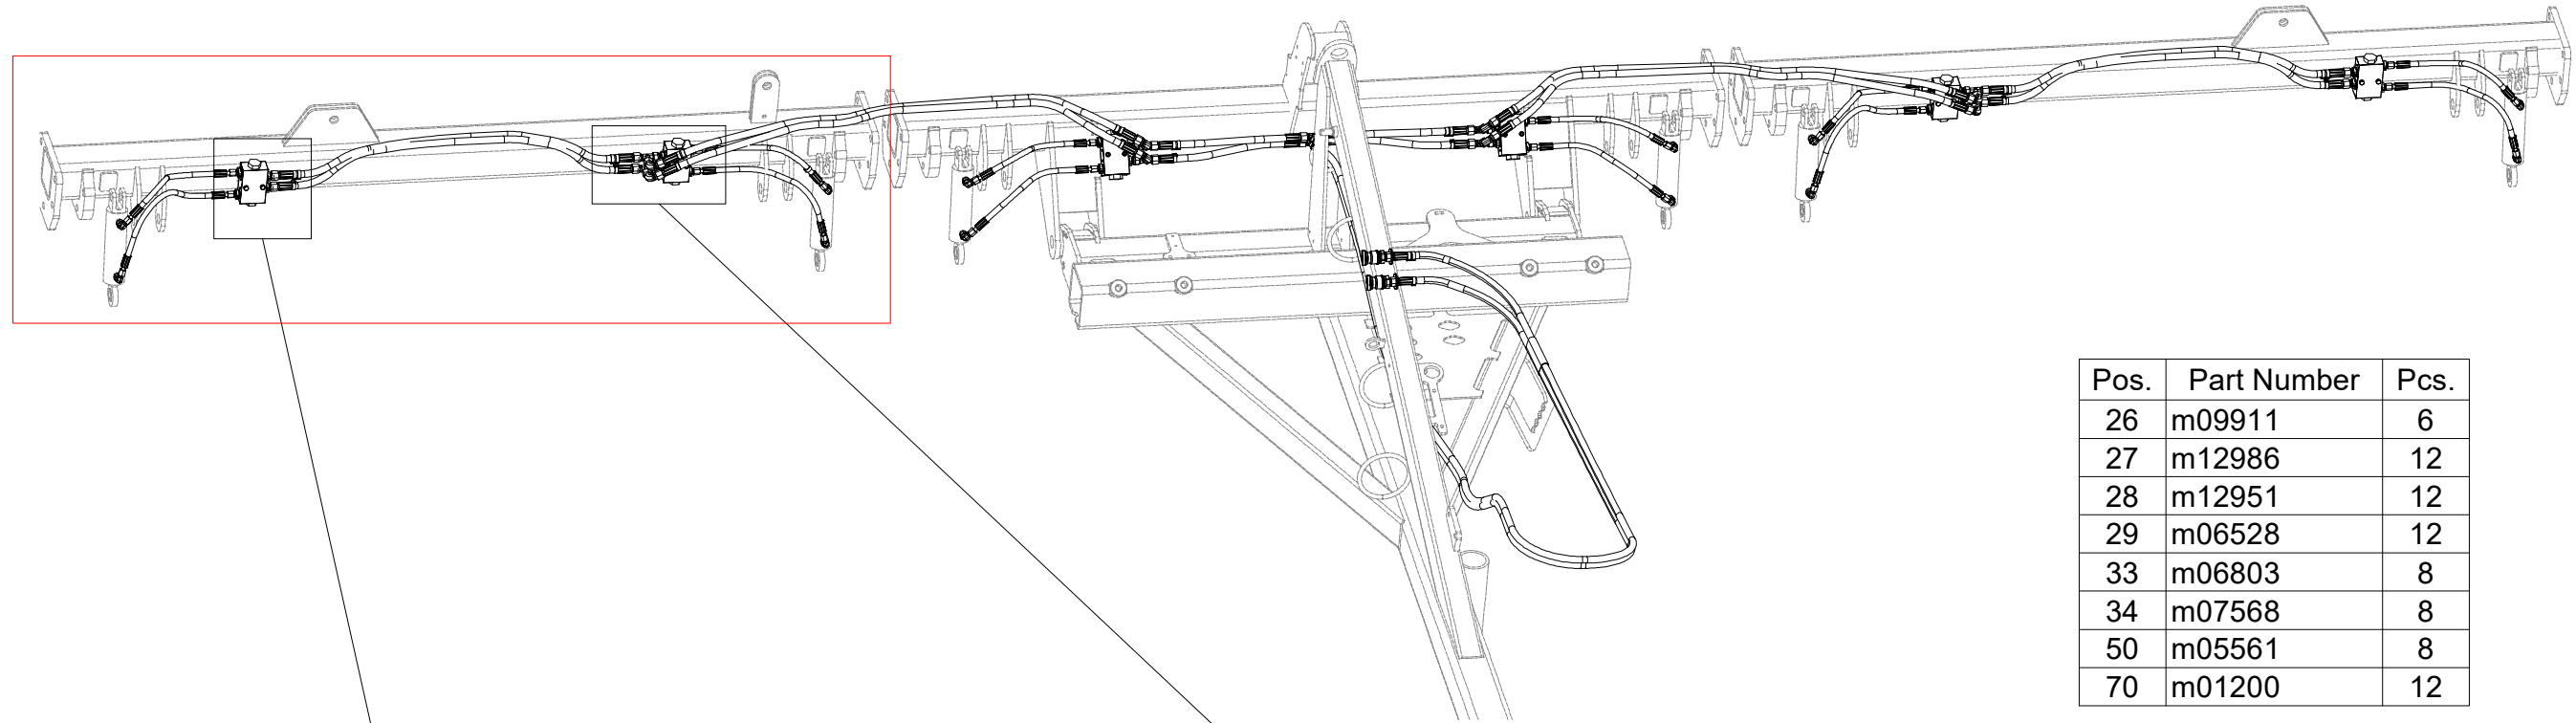 Pos. Part Number Pcs.
26 m09911 6
27 m12986 12
28 m12951 12
29 m06528 12
33 m06803 8
34 m07568 8
50 m05561 8
70 m01200 12